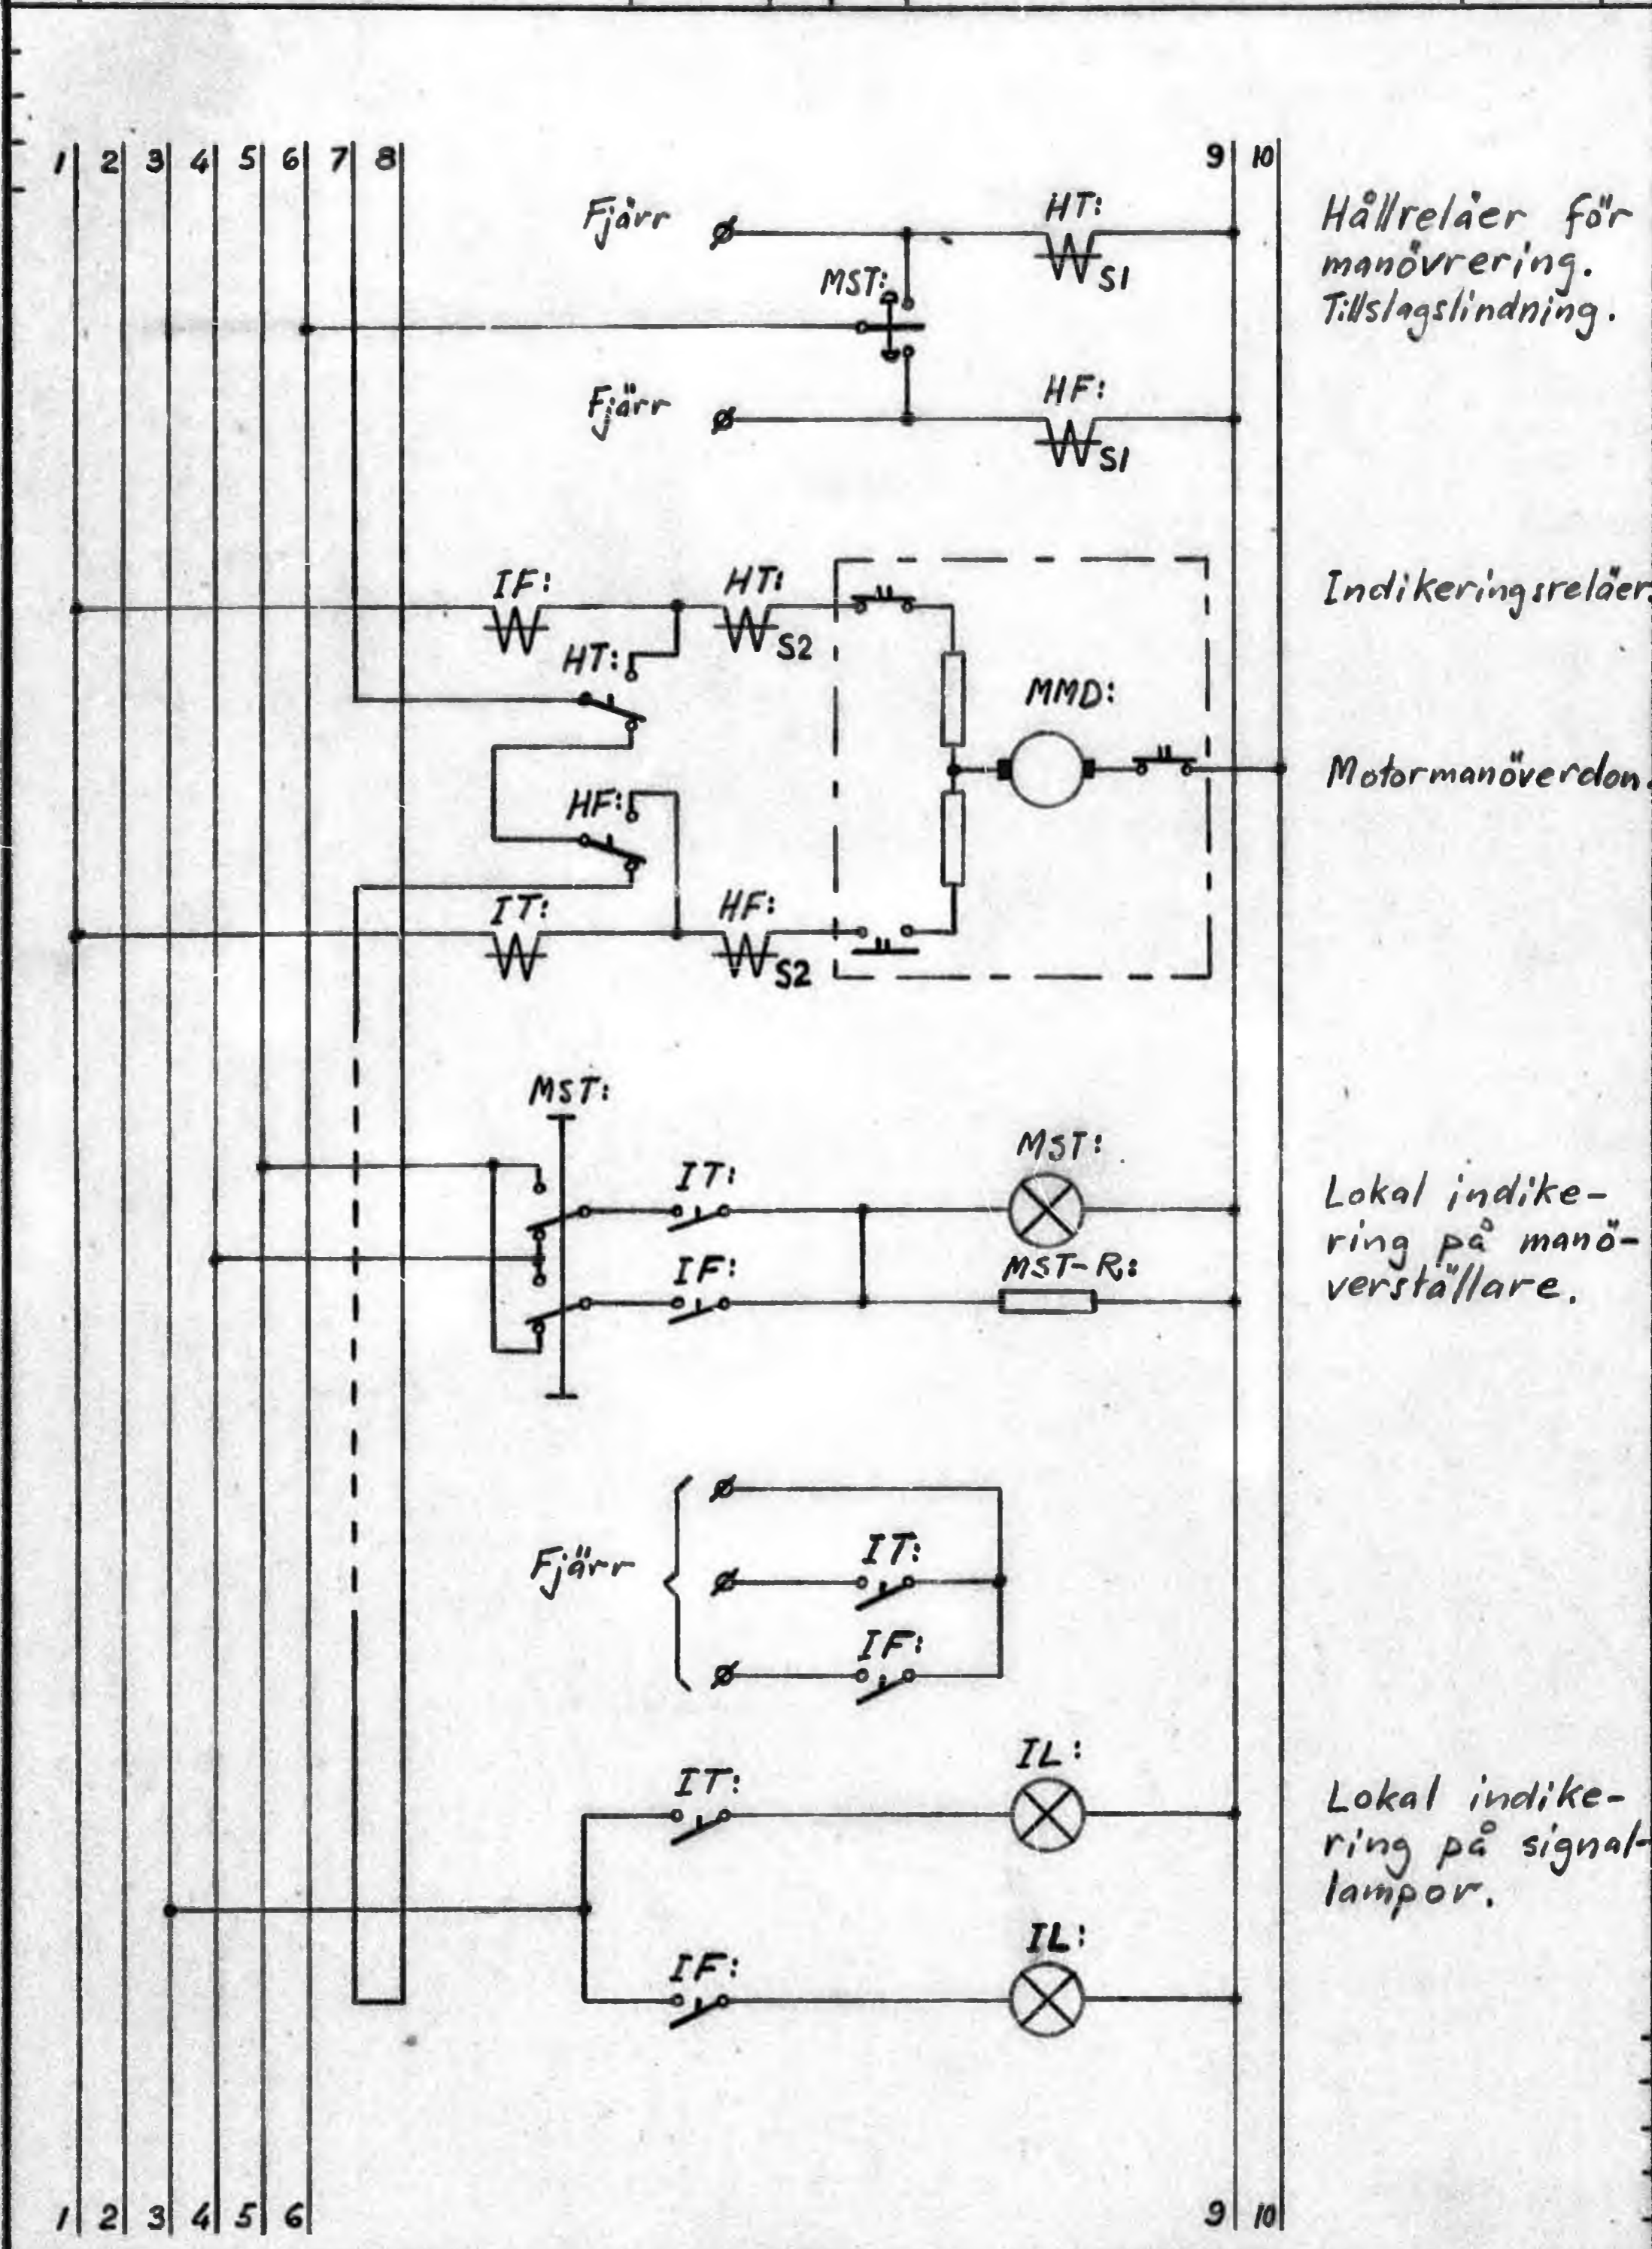 1 2 3 4 5 6 7 8 9 10
Fjärr
HT:
S1
Hållreläer för
manövrering.
Tillslagslindning.
MST:
Fjärr
HF:
S1
IF:
HT:
S2
Indikeringsreläer.
HT:
MMD:
Motormanöverdon.
HF:
IT:
HF:
S2
MST:
MST:
IT:
Lokal indike-
ring på manö-
verställare.
IF:
MST-R:
Fjärr
IT:
IF:
IT:
IL:
Lokal indike-
ring på signal-
lampor.
IF:
IL:
1 2 3 4 5 6 9 10